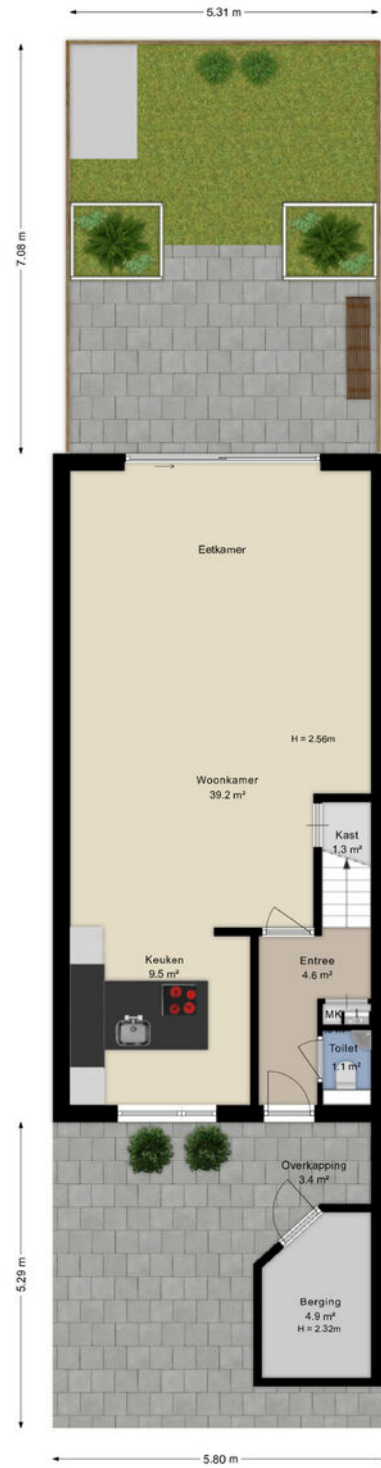 5.31 m
7.08 m
Eetkamer
H = 2.56m
Woonkamer
39.2 m²
Kast
1.3 m²
Keuken
9.5 m²
Entree
4.6 m²
MK
Toilet
1.1 m²
Overkapping
3.4 m²
5.29 m
Berging
4.9 m²
H = 2.32m
5.80 m